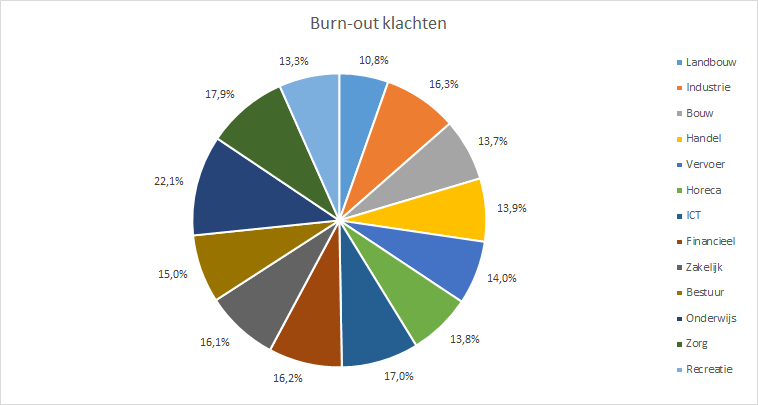 Burn-out klachten
10,8%
16,3%
13,7%
13,9%
14,0%
13,8%
17,0%
16,2%
16,1%
15,0%
22,1%
17,9%
13,3%
Landbouw
Industrie
Bouw
Handel
Vervoer
Horeca
ICT
Financieel
Zakelijk
Bestuur
Onderwijs
Zorg
Recreatie